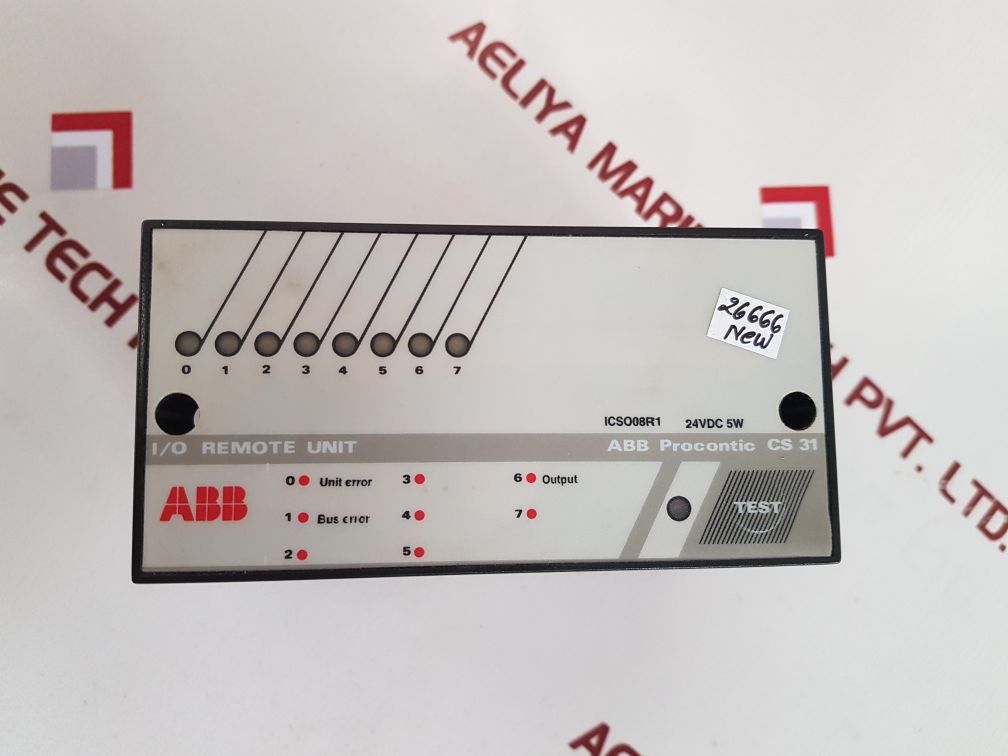 AELIYA MARI
E TECH
26666
New
0 1 2 3 4 5 6 7
ICSO08R1 24VDC 5W
I/O REMOTE UNIT ABB Procontic CS 31
ABB
0 Unit error 3 6 Output
1 Bus error 4 7
2 5
TEST
PVT. LTD.
AE